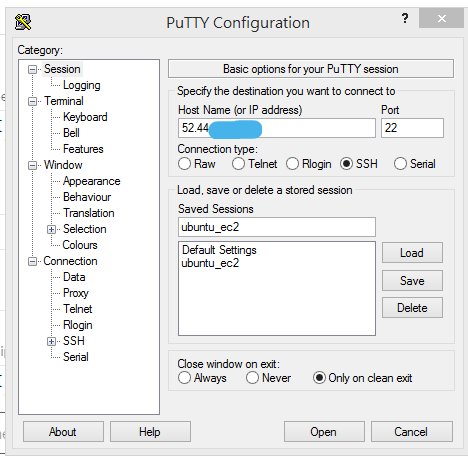 PuTTY Configuration
?
x
Category:
Session
Logging
Terminal
Keyboard
Bell
Features
Window
Appearance
Behaviour
Translation
Selection
Colours
Connection
Data
Proxy
Telnet
Rlogin
SSH
Serial
Basic options for your PuTTY session
Specify the destination you want to connect to
Host Name (or IP address) Port
52.44 22
Connection type:
Raw Telnet Rlogin SSH Serial
Load, save or delete a stored session
Saved Sessions
ubuntu_ec2
Default Settings
ubuntu_ec2
Load
Save
Delete
Close window on exit:
Always Never Only on clean exit
About Help Open Cancel